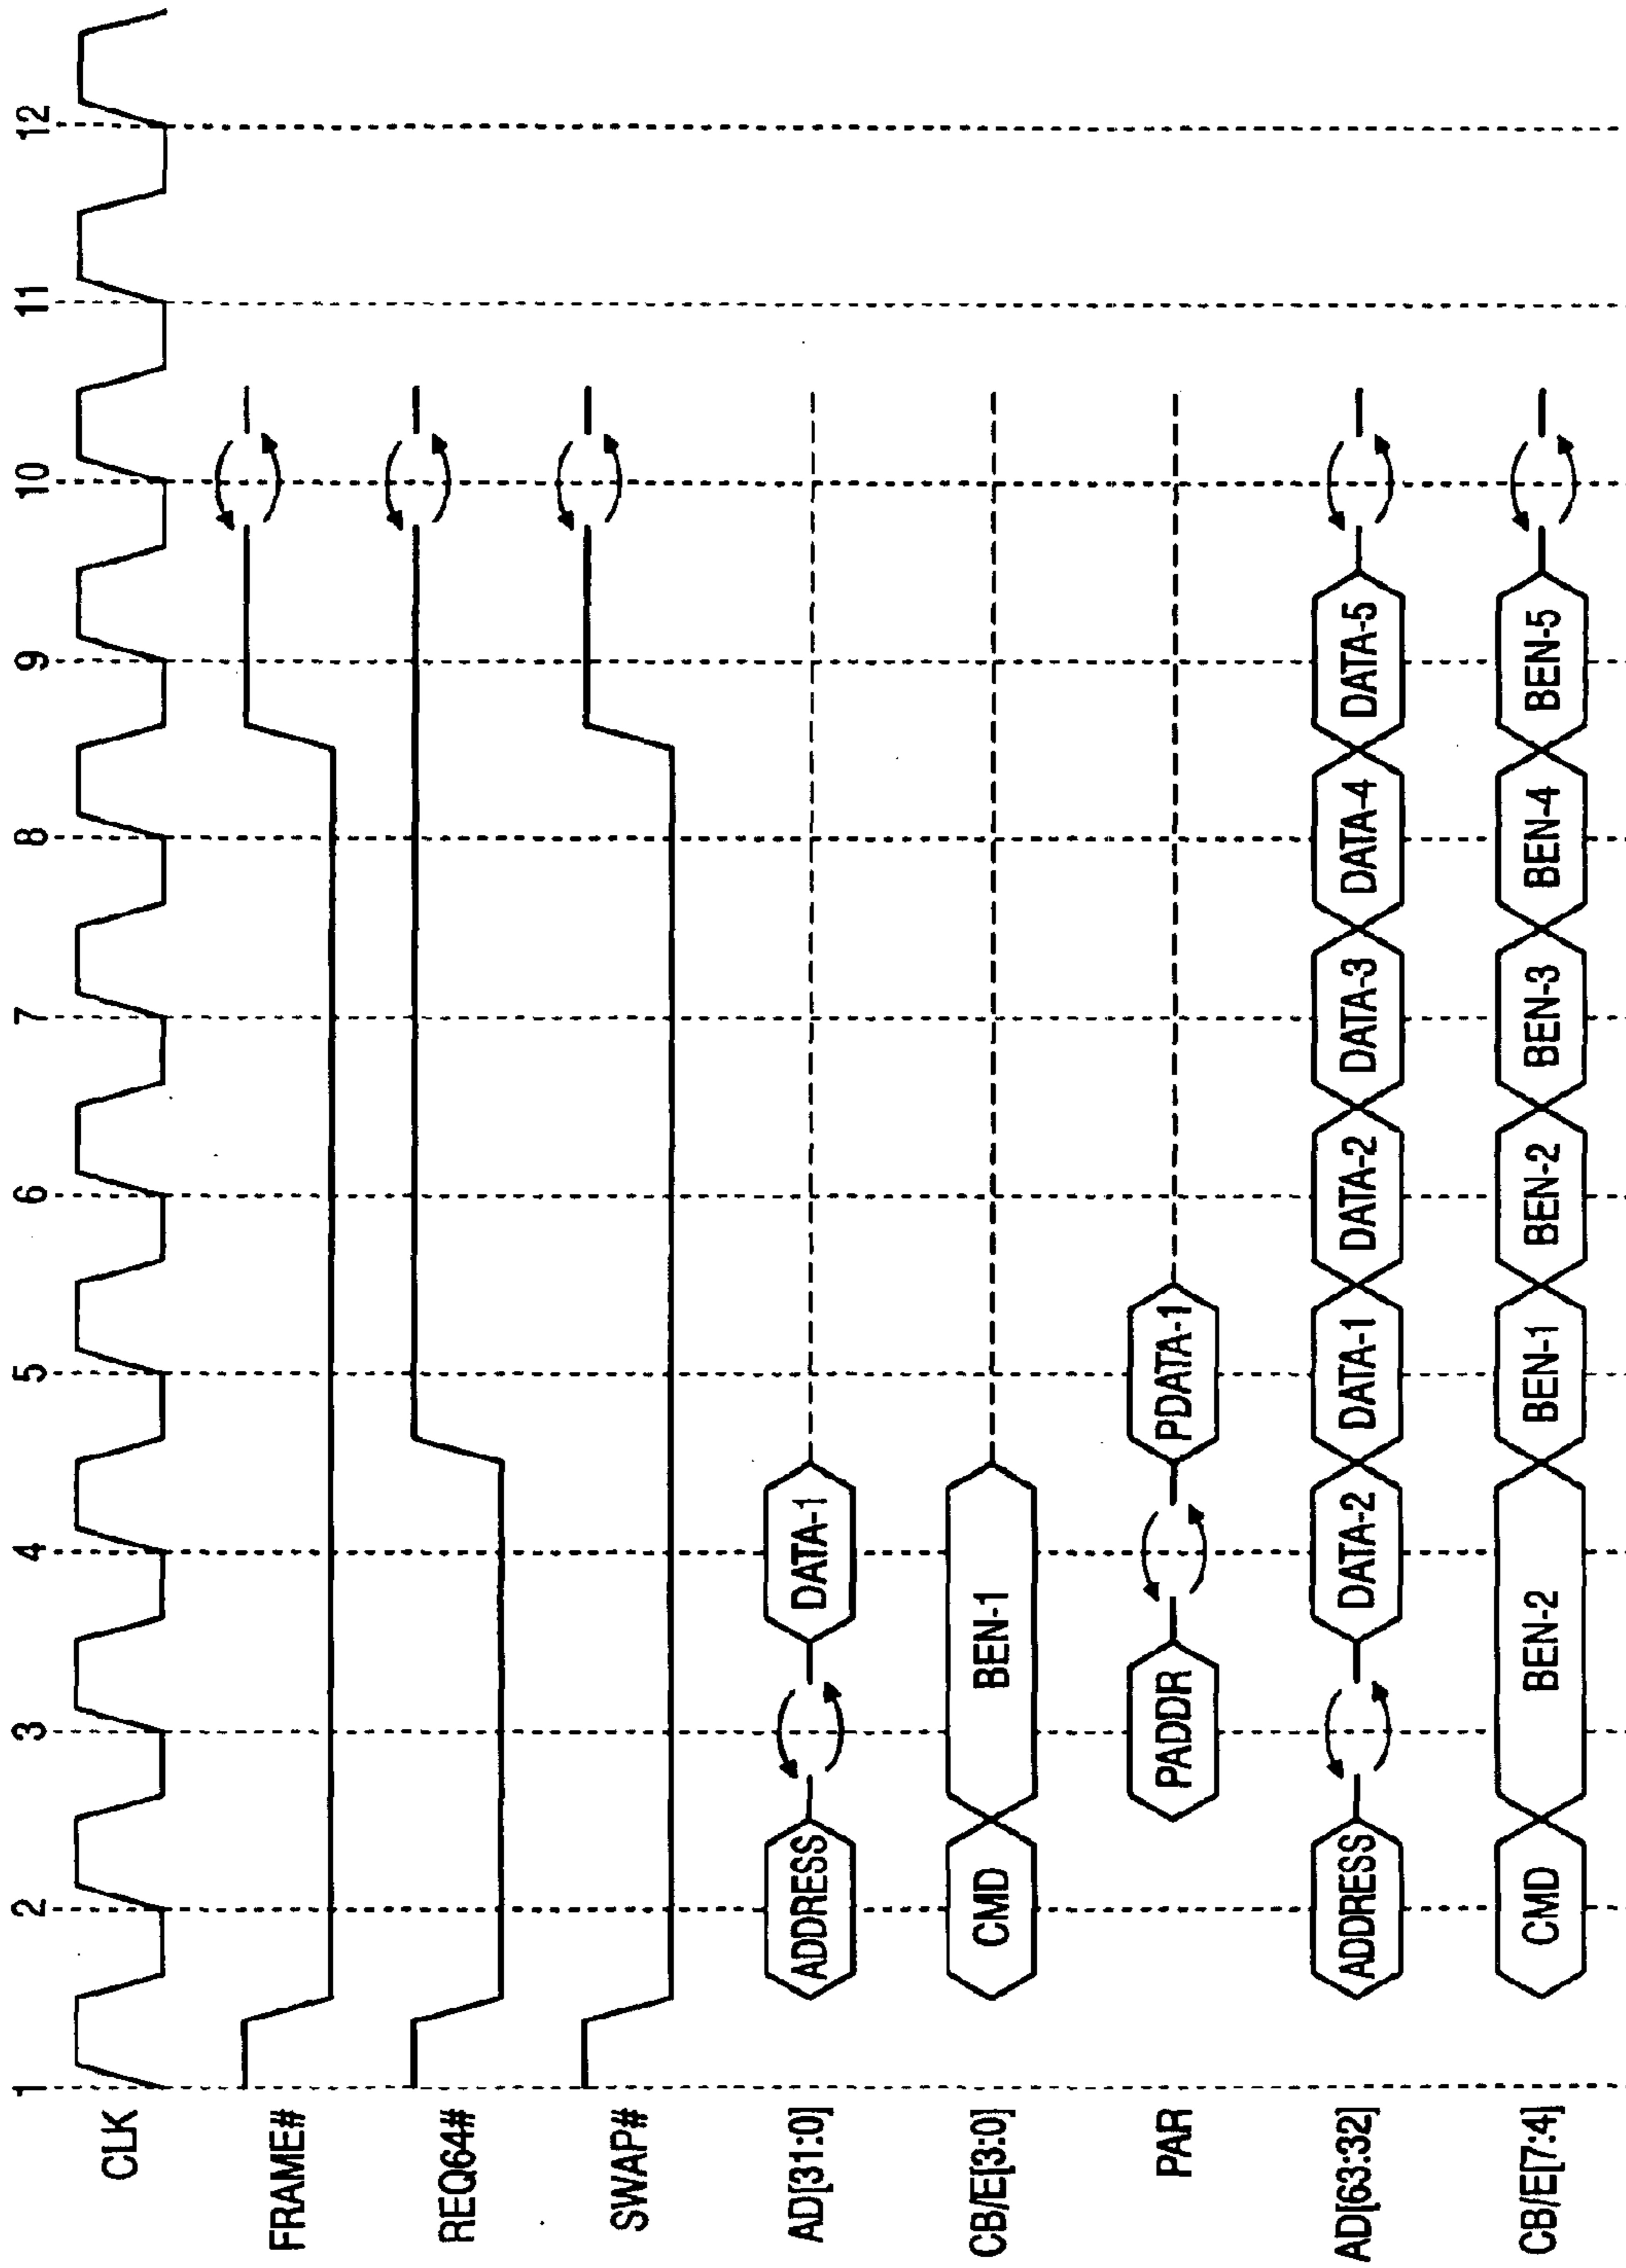 1 2 3 4 5 6 7 8 9 10 11 12
CLK
FRAME#
REQ64#
SWAP#
AD[31:0] ADDRESS DATA-1
CB/E[3:0] CMD BEN-1
PAR PADDR PDATA-1
AD[63:32] ADDRESS DATA-2 DATA-1 DATA-2 DATA-3 DATA-4 DATA-5
CB/E[7:4] CMD BEN-2 BEN-1 BEN-2 BEN-3 BEN-4 BEN-5